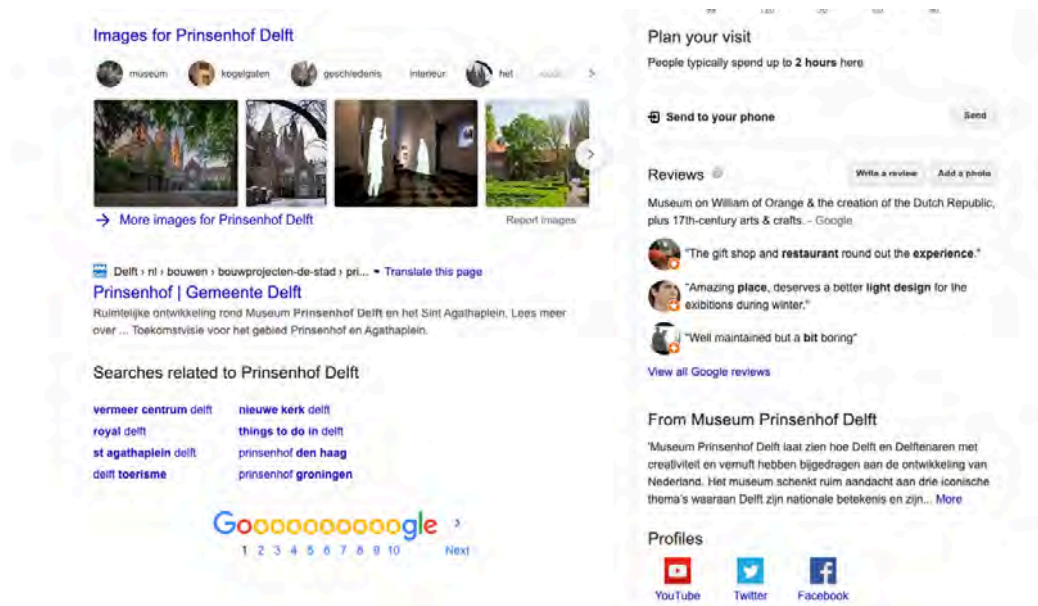 Images for Prinsenhof Delft
museum
kogelgaten
geschiedenis
interieur
het
More images for Prinsenhof Delft
Report images
Delft › nl › bouwen › bouwprojecten-de-stad › pri... Translate this page
Prinsenhof | Gemeente Delft
Ruimtelijke ontwikkeling rond Museum Prinsenhof Delft en het Sint Agathaplein. Lees meer
over ... Toekomstvisie voor het gebied Prinsenhof en Agathaplein.
Searches related to Prinsenhof Delft
vermeer centrum delft
royal delft
st agathaplein delft
delft toerisme
nieuwe kerk delft
things to do in delft
prinsenhof den haag
prinsenhof groningen
Goooooooooogle
1 2 3 4 5 6 7 8 9 10
Next
Plan your visit
People typically spend up to 2 hours here
Send to your phone
Send
Reviews
Write a review
Add a photo
Museum on William of Orange & the creation of the Dutch Republic,
plus 17th-century arts & crafts. - Google
"The gift shop and restaurant round out the experience."
"Amazing place, deserves a better light design for the
exibitions during winter."
"Well maintained but a bit boring"
View all Google reviews
From Museum Prinsenhof Delft
'Museum Prinsenhof Delft laat zien hoe Delft en Delftenaren met
creativiteit en vernuft hebben bijgedragen aan de ontwikkeling van
Nederland. Het museum schenkt ruim aandacht aan drie iconische
thema's waaraan Delft zijn nationale betekenis en zijn... More
Profiles
YouTube
Twitter
Facebook